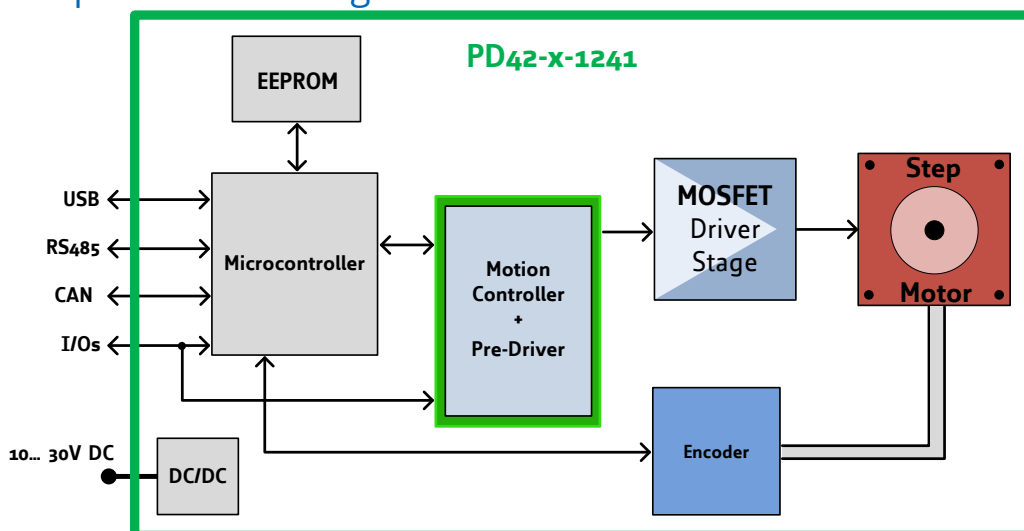 PD42-x-1241
EEPROM
USB
RS485
CAN
I/Os
Microcontroller
Motion
Controller
+
Pre-Driver
MOSFET
Driver
Stage
Step
Motor
Encoder
10... 30V DC
DC/DC